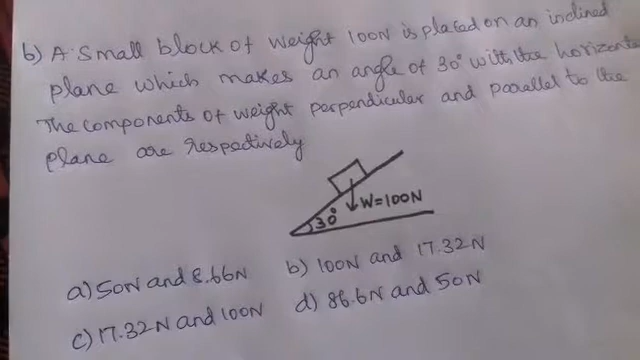 b) A small block of weight 100N is placed on an inclined
plane which makes an angle of 30° with the horizontal
The components of weight perpendicular and parallel to the
plane are respectively
W=100N
30°
a) 50N and 8.66N
b) 100N and 17.32N
c) 17.32N and 100N
d) 86.6N and 50N